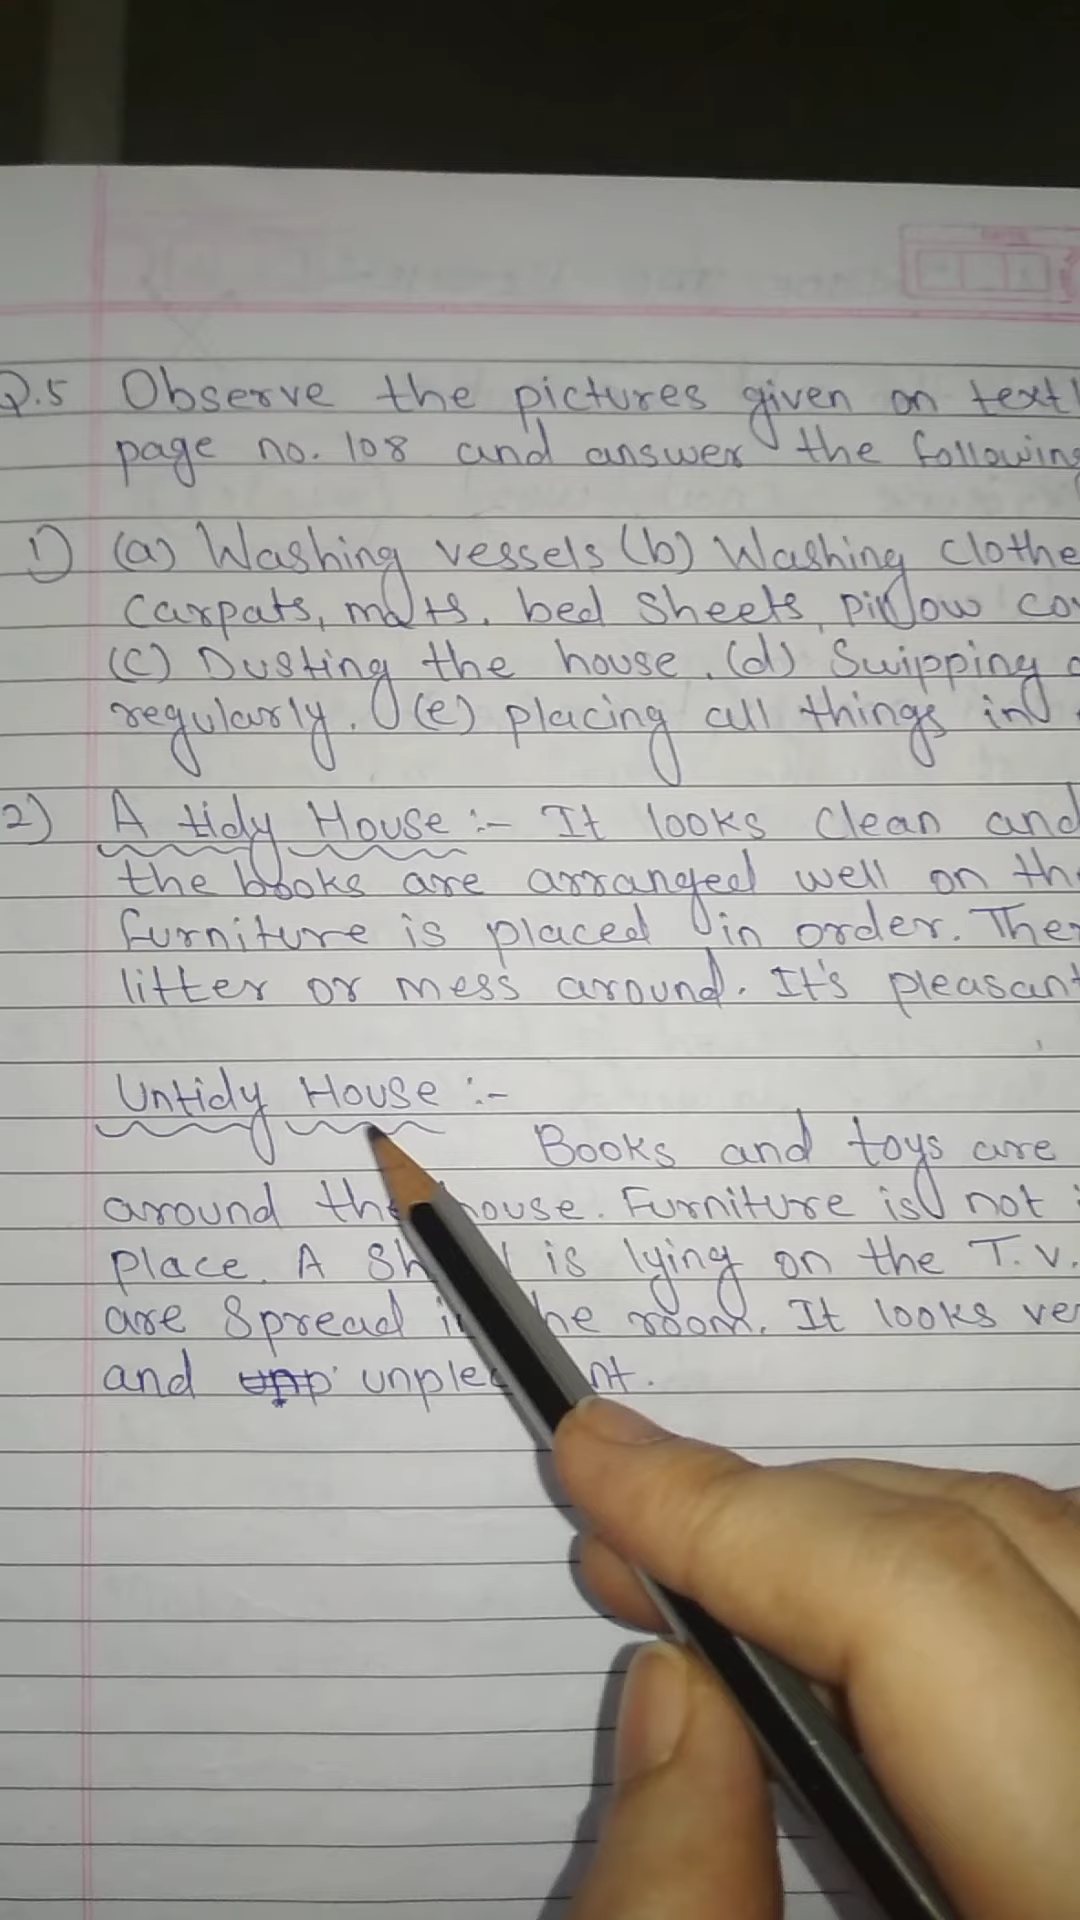 Q.5 Observe the pictures given on text
page no. 108 and answer the following
1) (a) Washing vessels (b) Washing Clothe
Carpats, mats, bed Sheets, pillow co
(c) Dusting the house. (d) Swipping
regularly. (e) placing all things in
2) A tidy House :- It looks clean and
the books are arranged well on th
furniture is placed in order. The
litter or mess around. It's pleasant
Untidy House :-
Books and toys are
around the house. Furniture is not
place. A is lying on the T.V.
are Spread the room. It looks ve
and unp unpleasant.